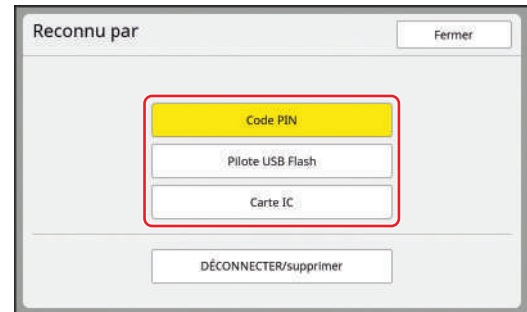 Reconnu par
Fermer
Code PIN
Pilote USB Flash
Carte IC
DÉCONNECTER/supprimer